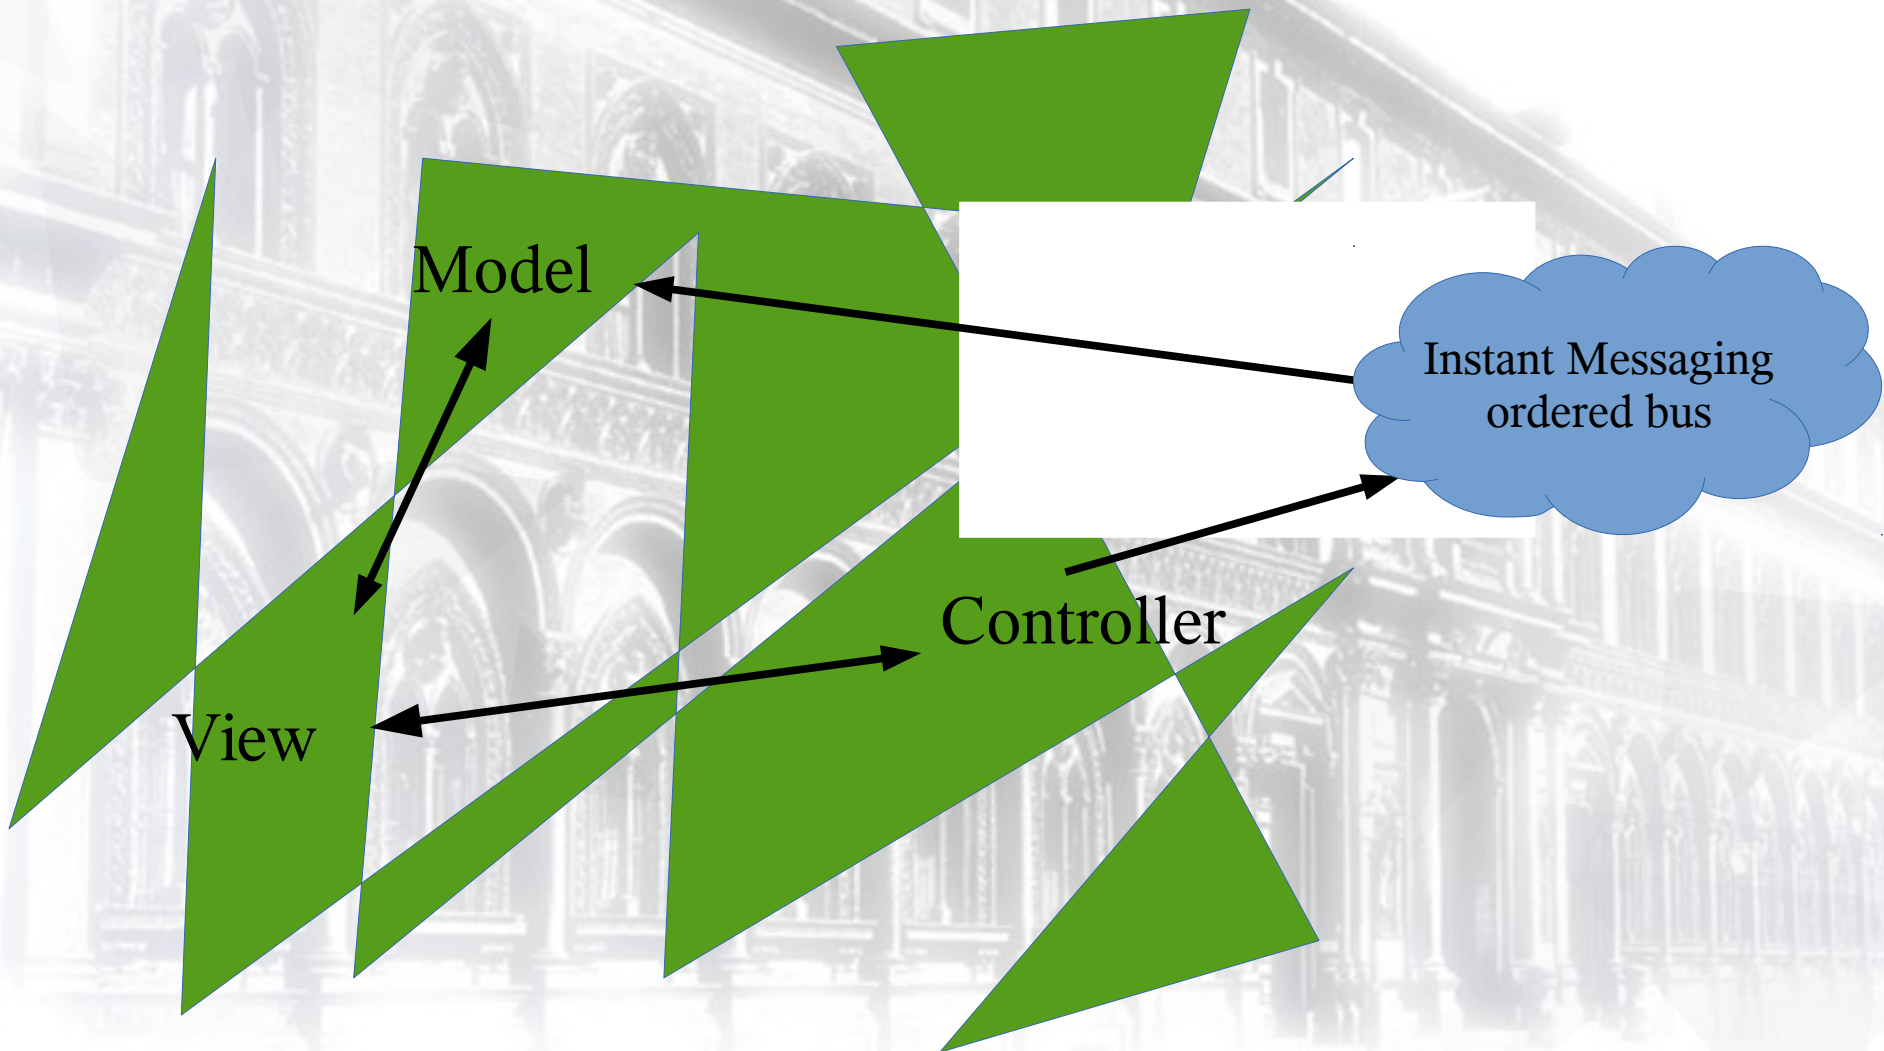 Model
Instant Messaging
ordered bus
Controller
View